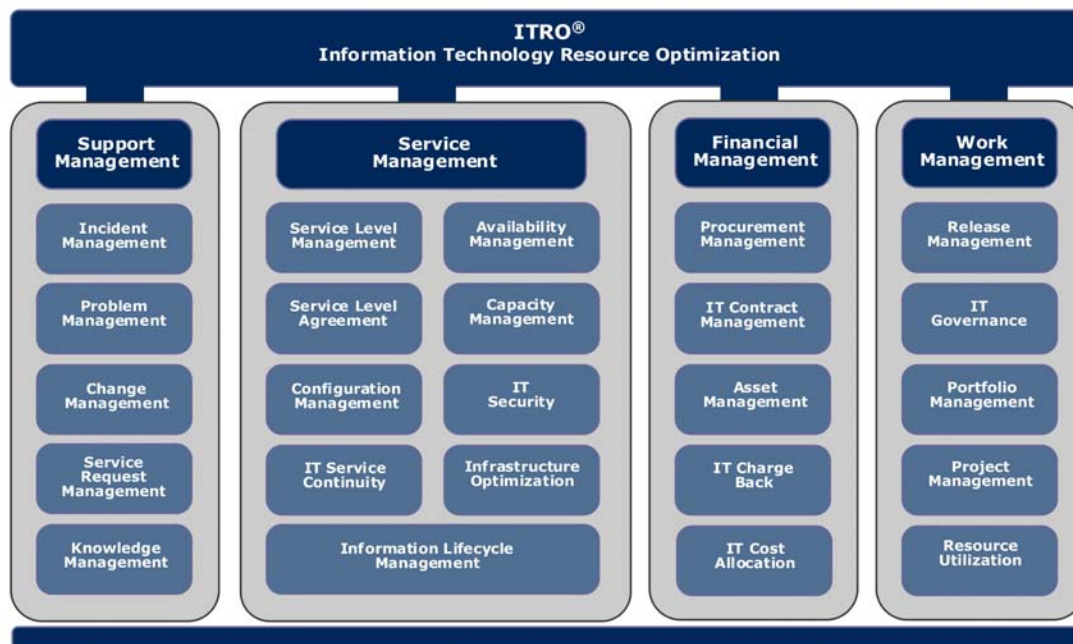 ITRO®
Information Technology Resource Optimization
Support
Management
Incident
Management
Problem
Management
Change
Management
Service
Request
Management
Knowledge
Management
Service
Management
Service Level
Management
Availability
Management
Service Level
Agreement
Capacity
Management
Configuration
Management
IT
Security
IT Service
Continuity
Infrastructure
Optimization
Information Lifecycle
Management
Financial
Management
Procurement
Management
IT Contract
Management
Asset
Management
IT Charge
Back
IT Cost
Allocation
Work
Management
Release
Management
IT
Governance
Portfolio
Management
Project
Management
Resource
Utilization